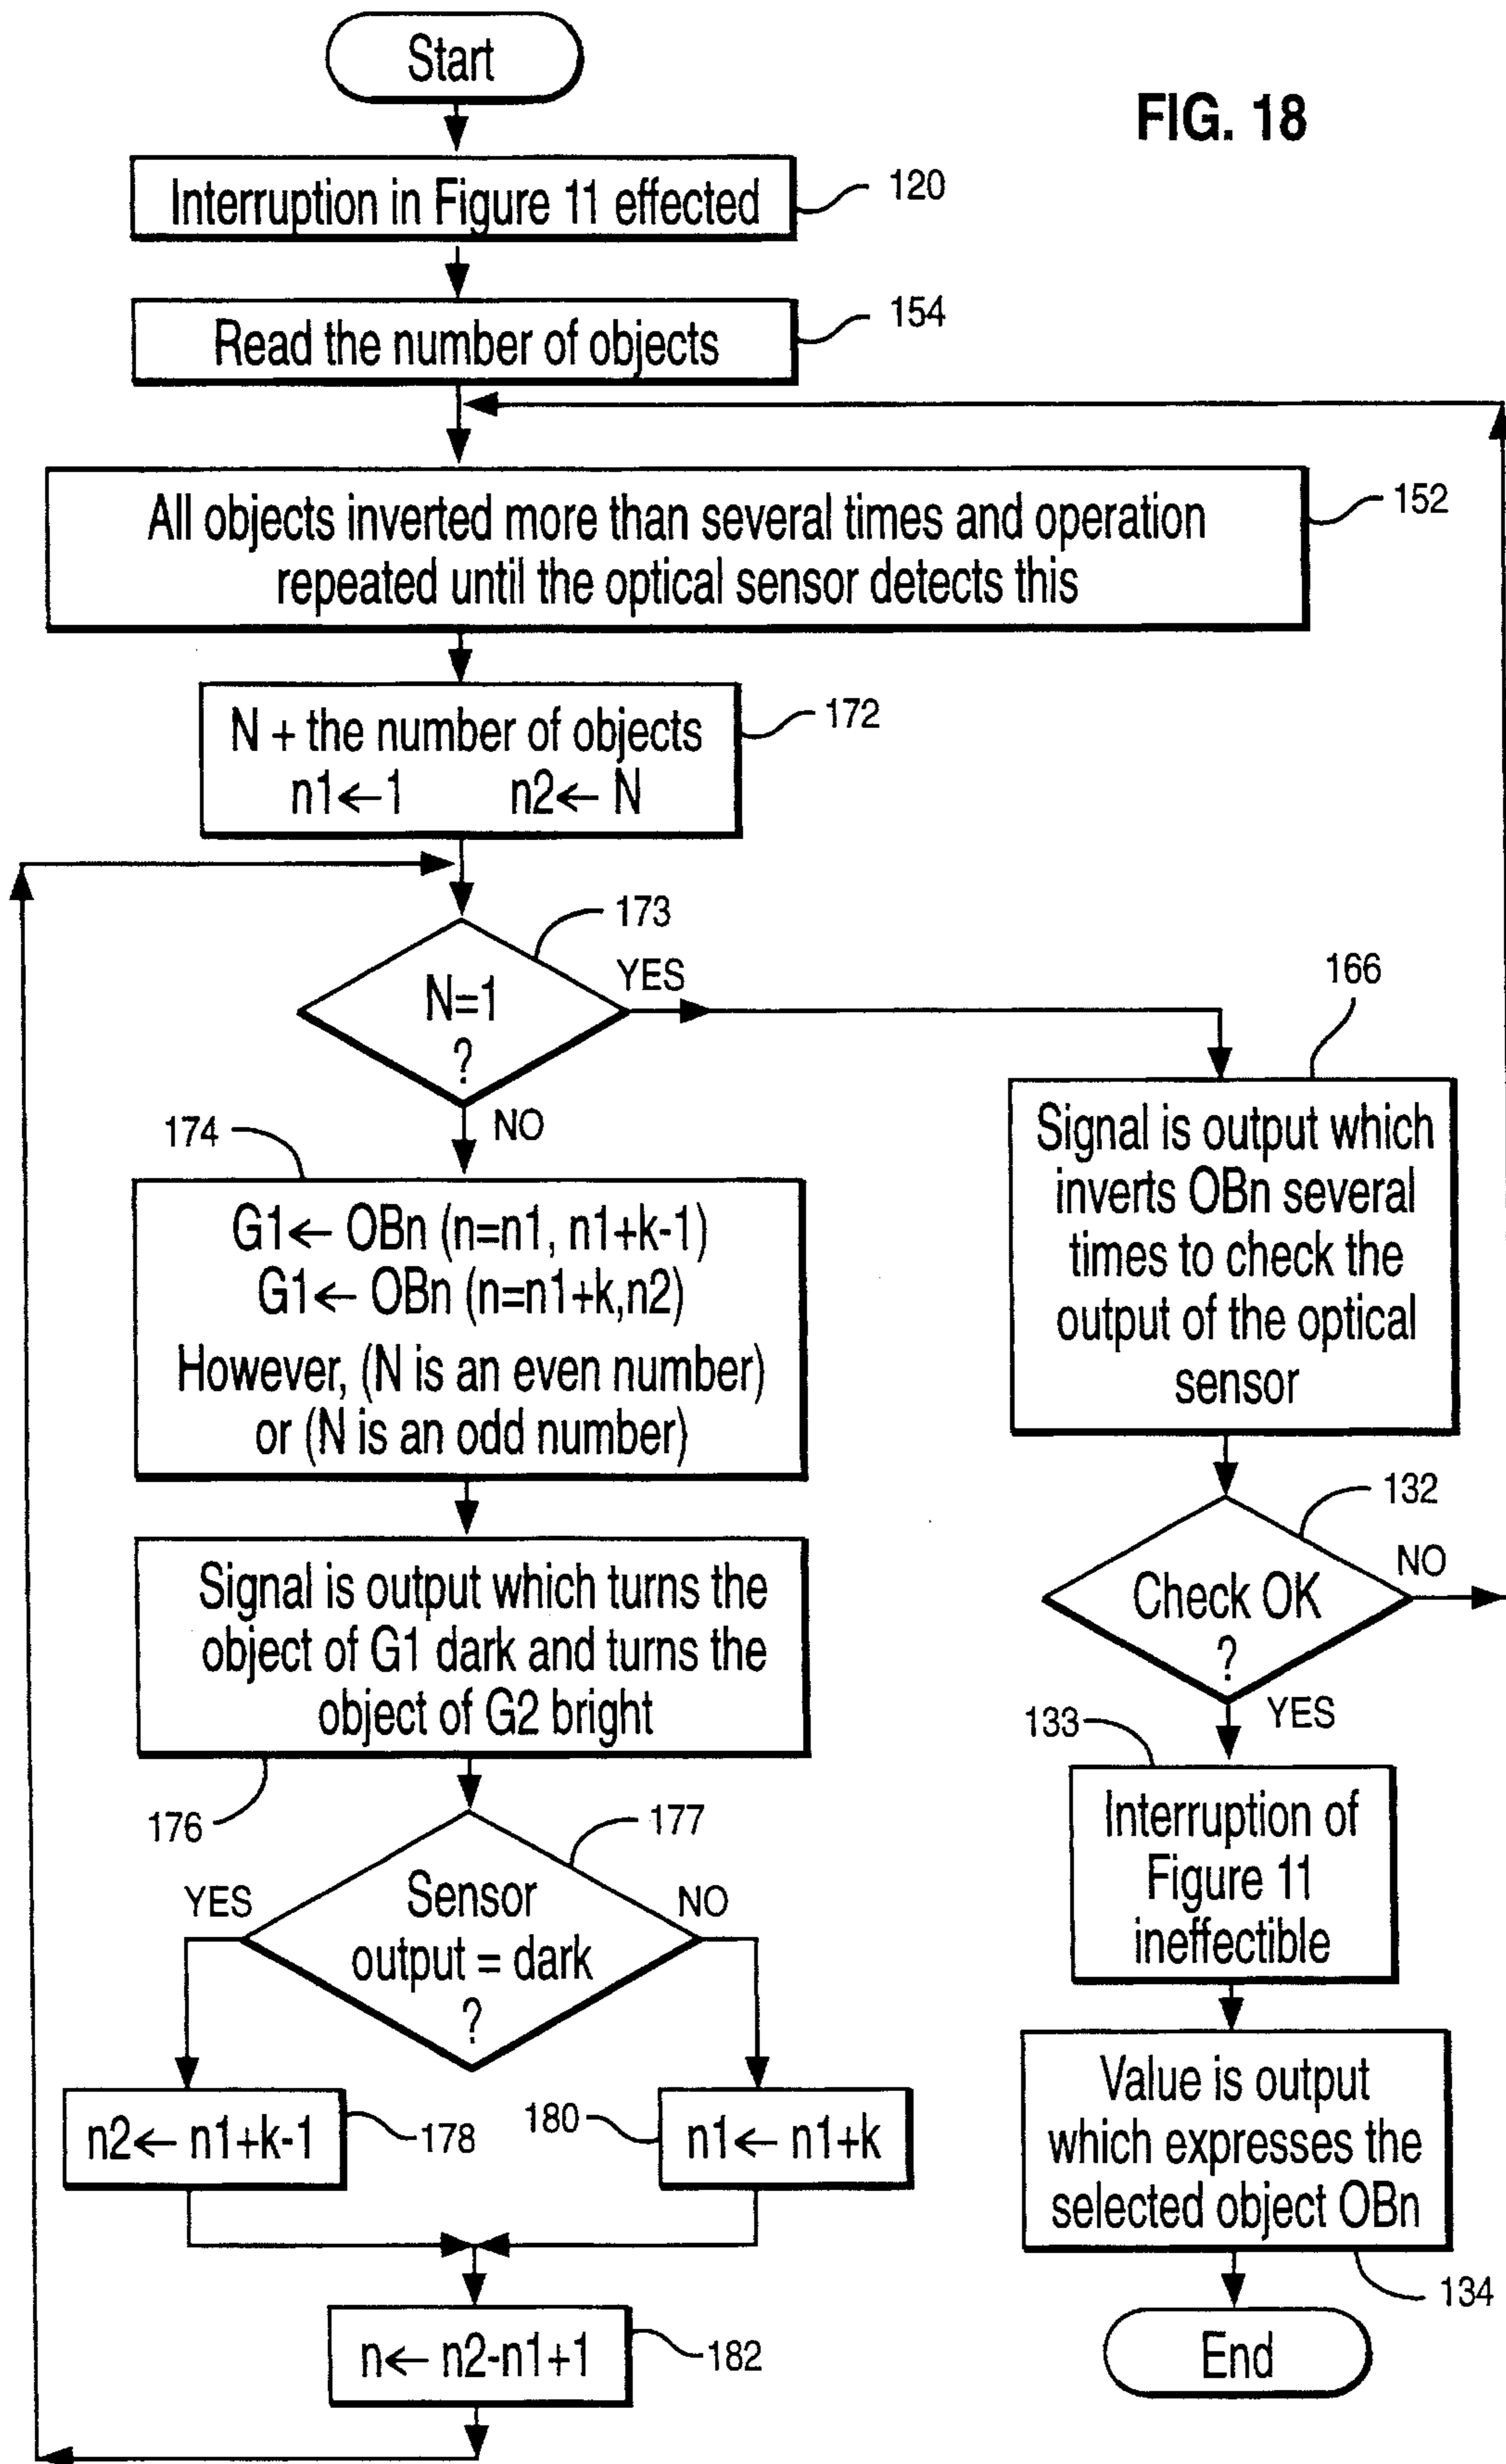 Start
FIG. 18
Interruption in Figure 11 effected
120
Read the number of objects
154
All objects inverted more than several times and operation
repeated until the optical sensor detects this
152
N + the number of objects
n1←1 n2← N
172
173
N=1
?
YES
NO
174
G1← OBn (n=n1, n1+k-1)
G1← OBn (n=n1+k,n2)
However, (N is an even number)
or (N is an odd number)
Signal is output which turns the
object of G1 dark and turns the
object of G2 bright
176
177
Sensor
output = dark
?
YES
NO
n2← n1+k-1
178
180
n1← n1+k
n← n2-n1+1
182
166
Signal is output which
inverts OBn several
times to check the
output of the optical
sensor
132
Check OK
?
NO
YES
133
Interruption of
Figure 11
ineffectible
Value is output
which expresses the
selected object OBn
134
End